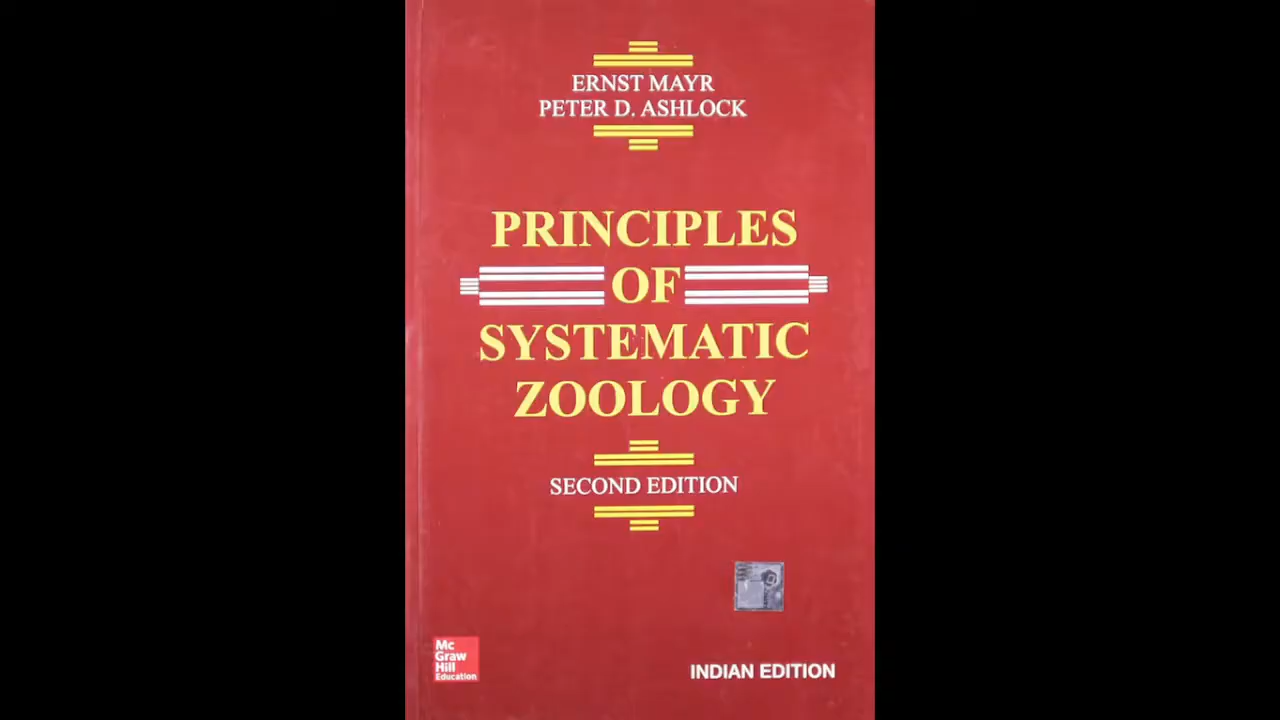 ERNST MAYR
PETER D. ASHLOCK
PRINCIPLES
OF
SYSTEMATIC
ZOOLOGY
SECOND EDITION
Mc
Graw
Hill
Education
INDIAN EDITION